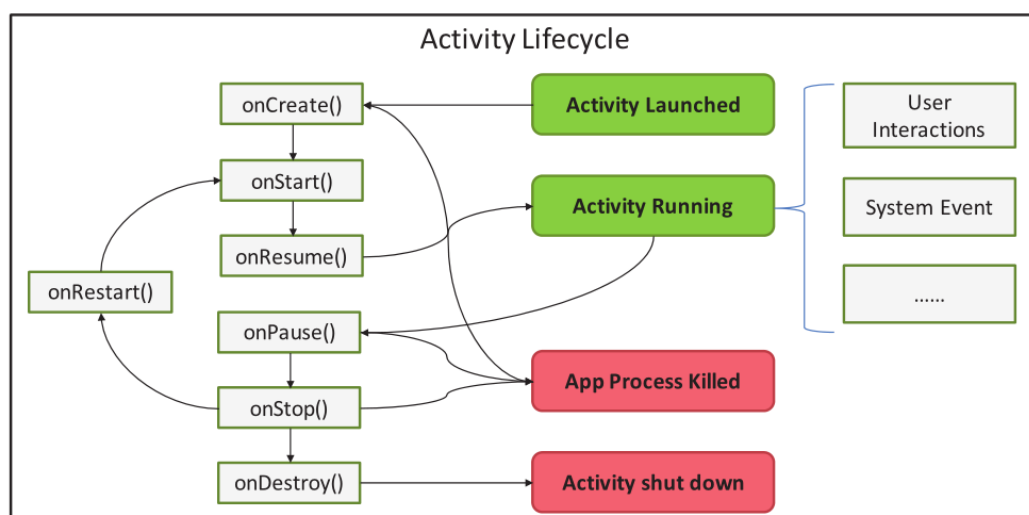 Activity Lifecycle
onCreate()
Activity Launched
User
Interactions
onStart()
Activity Running
System Event
onResume()
onRestart()
......
onPause()
App Process Killed
onStop()
onDestroy()
Activity shut down